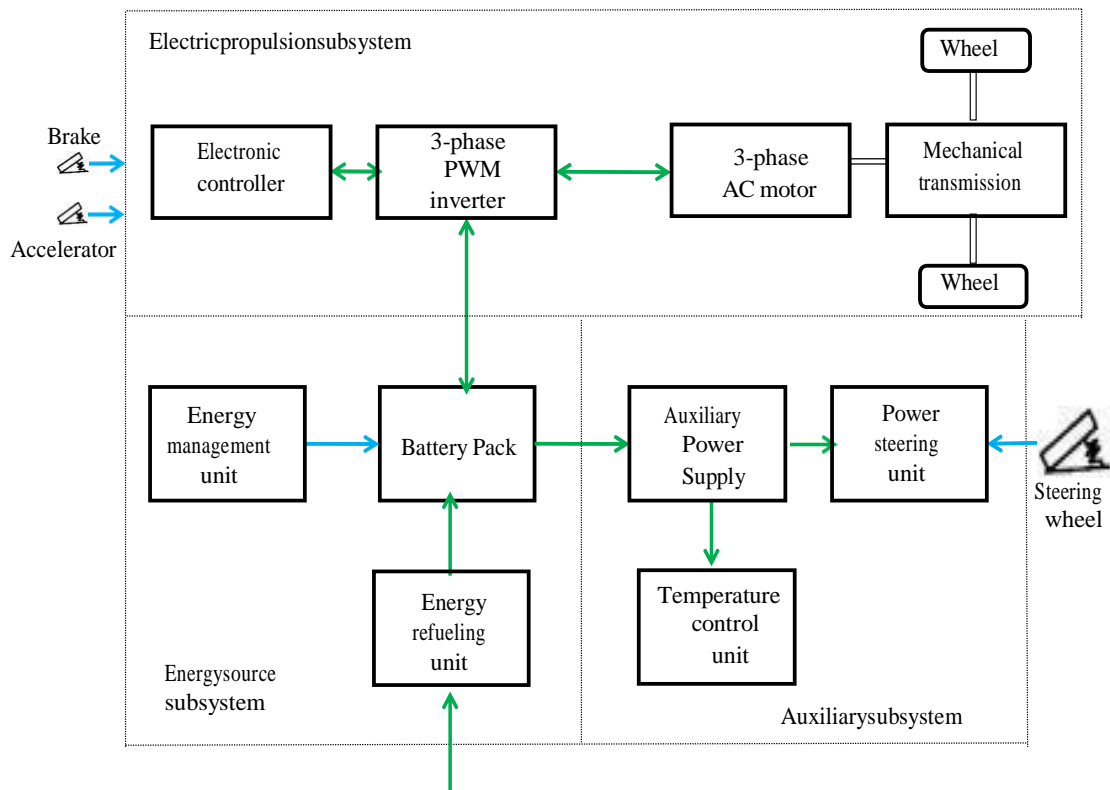 Electricpropulsionsubsystem
Wheel
Brake
Accelerator
Electronic
controller
3-phase
PWM
inverter
3-phase
AC motor
Mechanical
transmission
Wheel
Energy
management
unit
Battery Pack
Auxiliary
Power
Supply
Power
steering
unit
Steering
wheel
Energy
refueling
unit
Temperature
control
unit
Energysource
subsystem
Auxiliarysubsystem